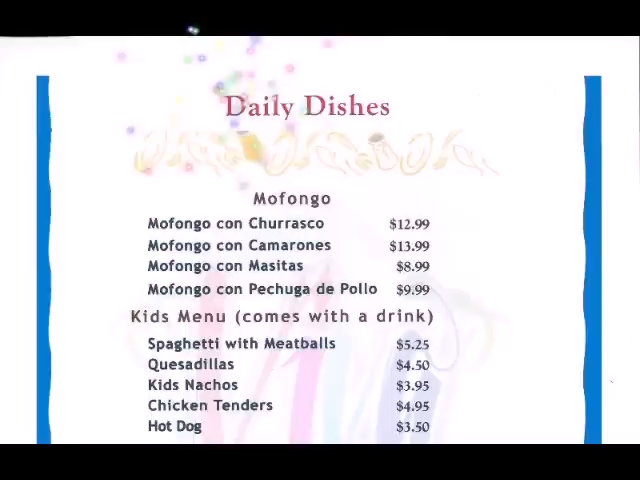 Daily Dishes
Mofongo
Mofongo con Churrasco $12.99
Mofongo con Camarones $13.99
Mofongo con Masitas $8.99
Mofongo con Pechuga de Pollo $9.99
Kids Menu (comes with a drink)
Spaghetti with Meatballs $5.25
Quesadillas $4.50
Kids Nachos $3.95
Chicken Tenders $4.95
Hot Dog $3.50